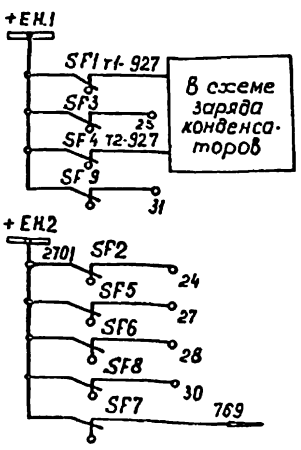 +ЕН.1
SF1 т1-927
SF3
25
SF4 т2-927
SF9
31
в схеме
заряда
конденса-
торов
+ЕН.2
2701
SF2
24
SF5
27
SF6
28
SF8
30
SF7
769